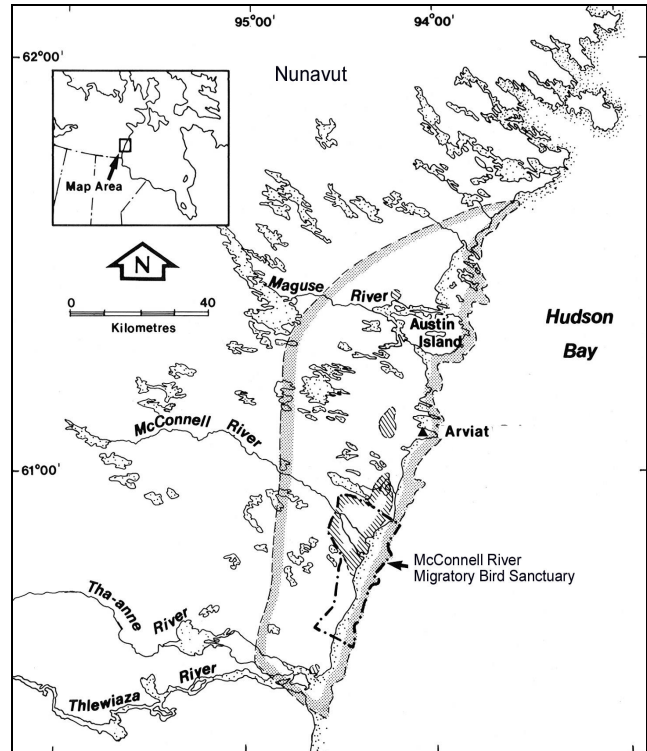 95°00'
94°00'
62°00'
Nunavut
Map Area
N
Maguse
River
0
40
Kilometres
Austin
Island
Hudson
Bay
McConnell
River
Arviat
61°00'
McConnell River
Migratory Bird Sanctuary
Tha-anne
River
River
Thlewiaza